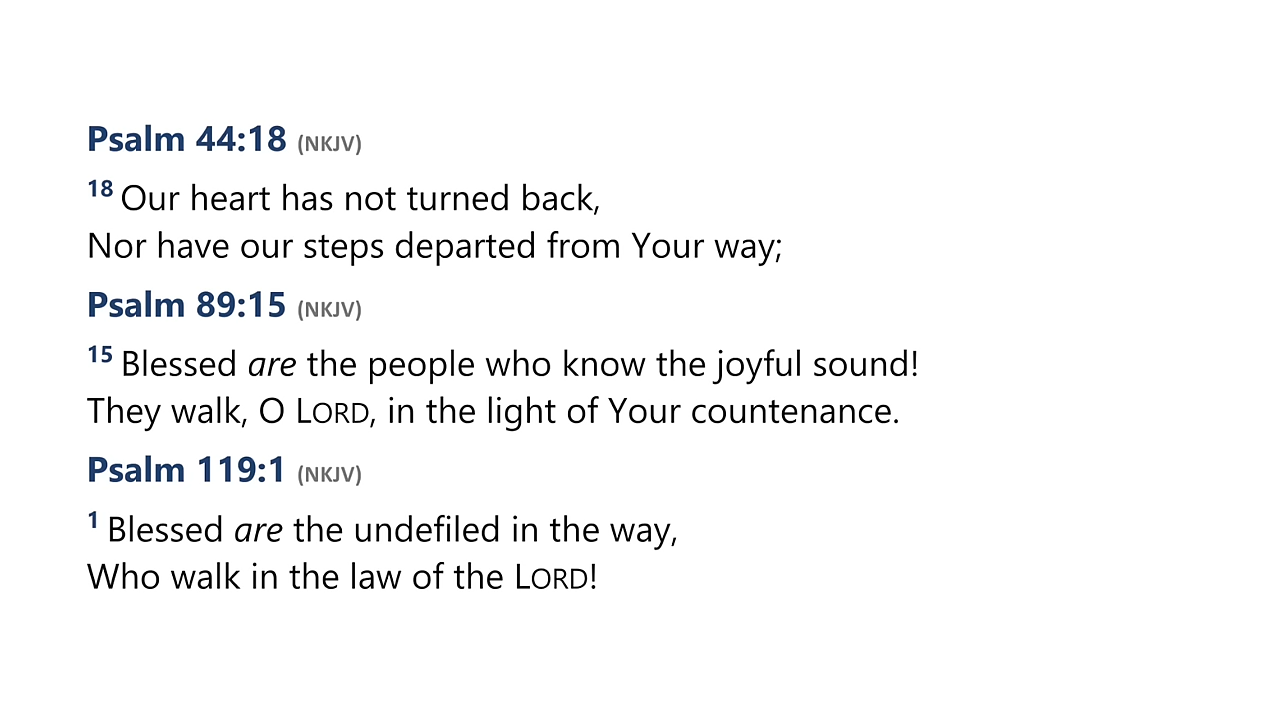 Psalm 44:18 (NKJV)
18 Our heart has not turned back,
Nor have our steps departed from Your way;
Psalm 89:15 (NKJV)
15 Blessed are the people who know the joyful sound!
They walk, O LORD, in the light of Your countenance.
Psalm 119:1 (NKJV)
1 Blessed are the undefiled in the way,
Who walk in the law of the LORD!